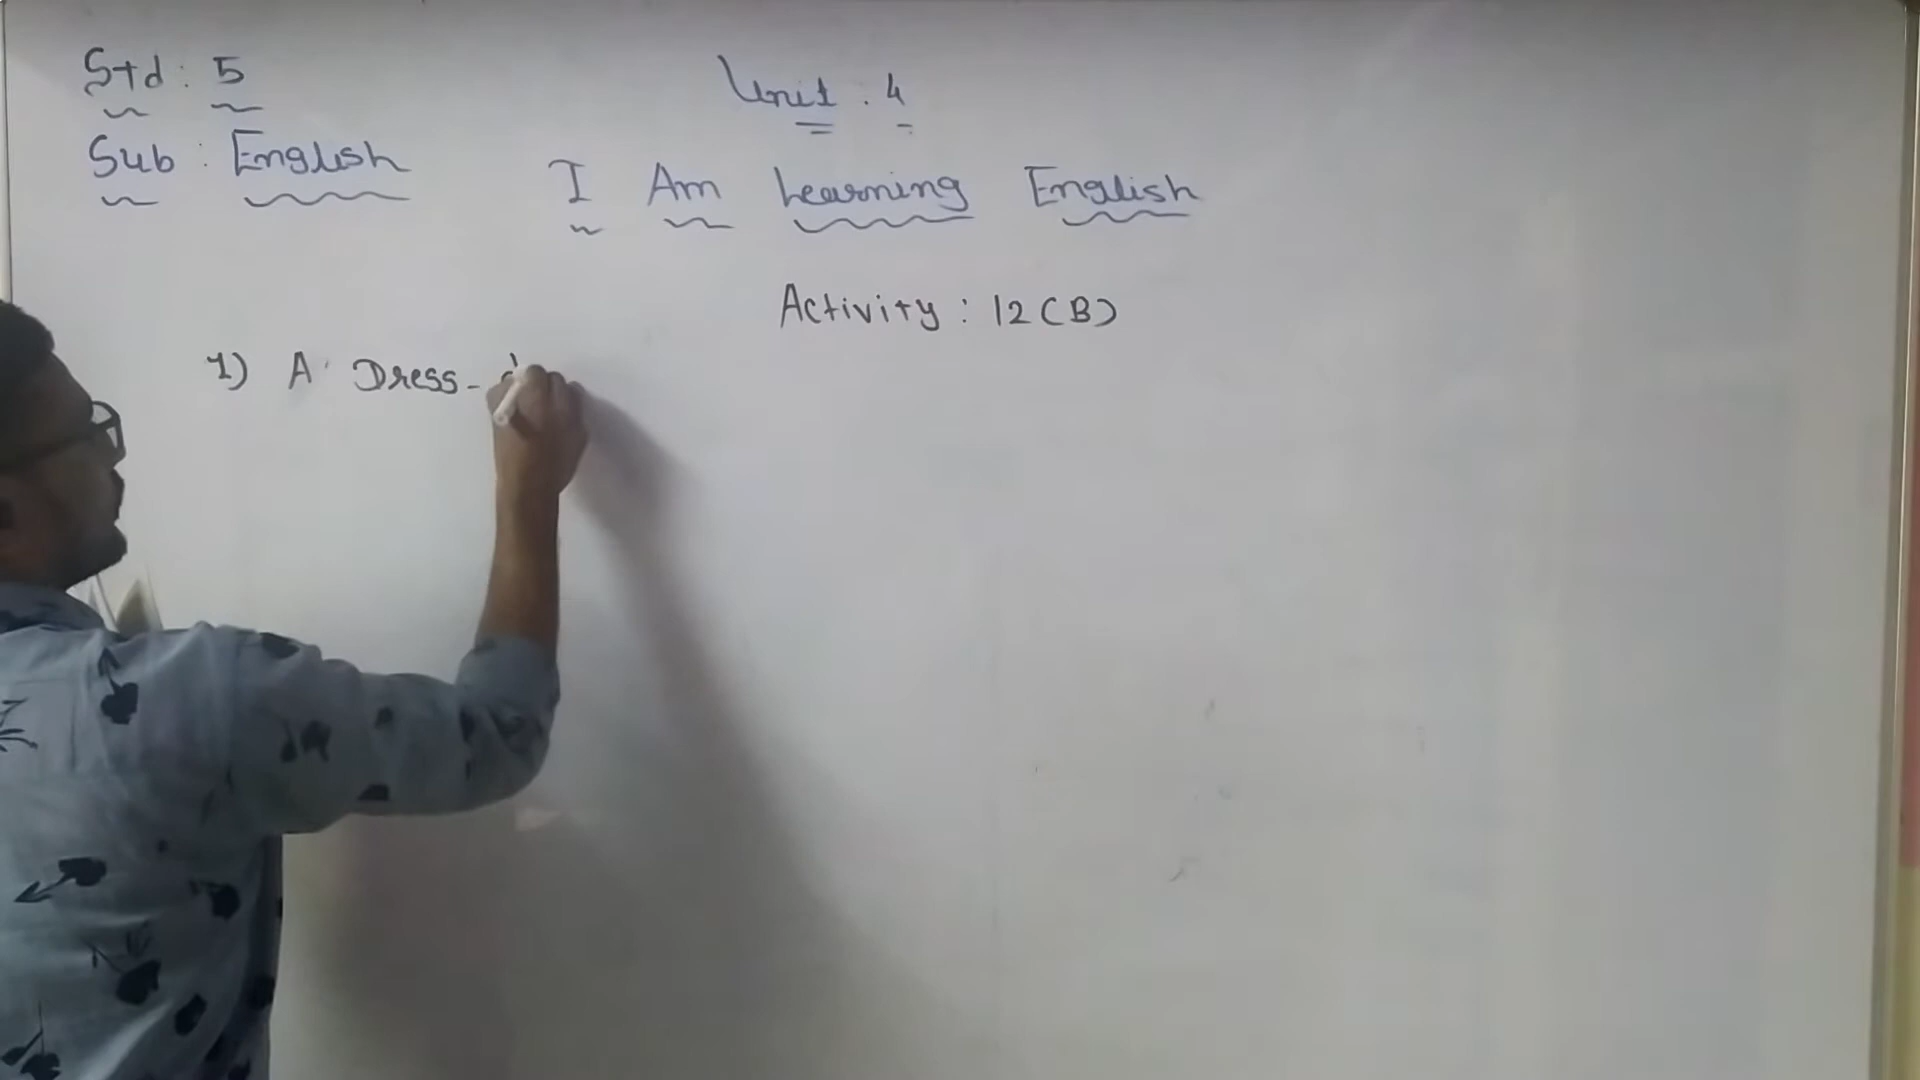 Std : 5
Sub : English
Unit . 4
I Am Learning English
Activity : 12 (B)
1) A Dress -